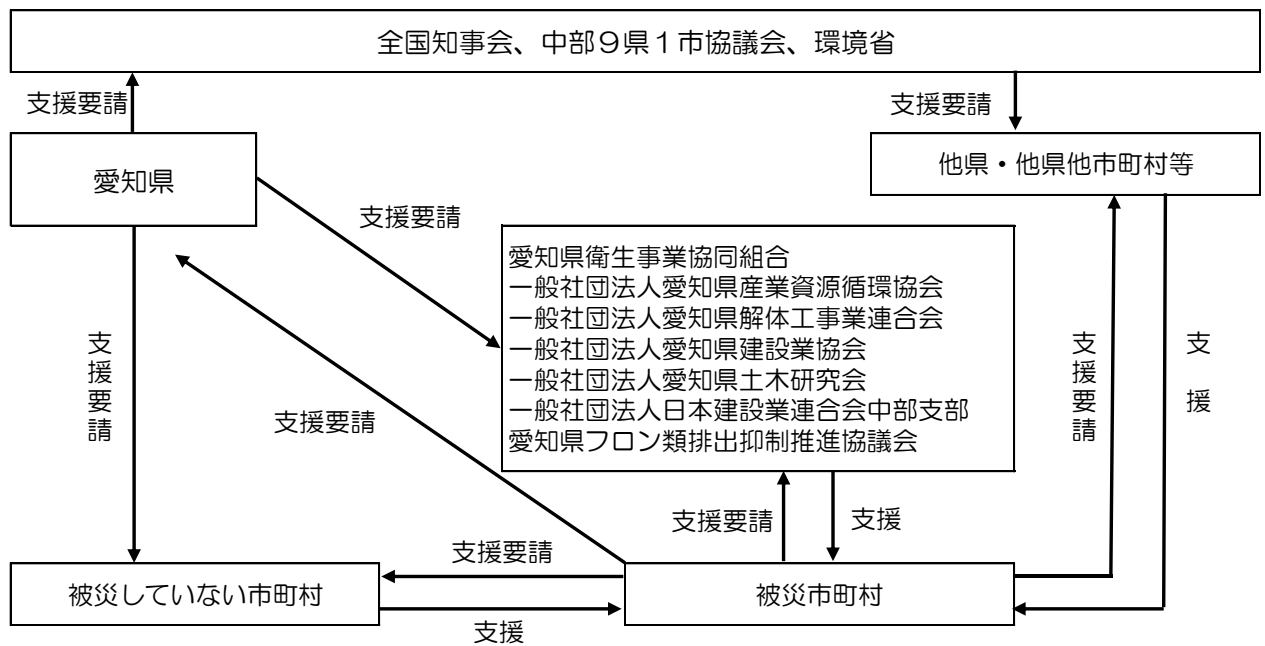 全国知事会、中部９県１市協議会、環境省
支援要請
支援要請
愛知県
他県・他県他市町村等
支援要請
愛知県衛生事業協同組合
一般社団法人愛知県産業資源循環協会
一般社団法人愛知県解体工事業連合会
一般社団法人愛知県建設業協会
一般社団法人愛知県土木研究会
一般社団法人日本建設業連合会中部支部
愛知県フロン類排出抑制推進協議会
支援要請
支援要請
支援要請
支援
支援要請
支援
支援要請
被災していない市町村
被災市町村
支援